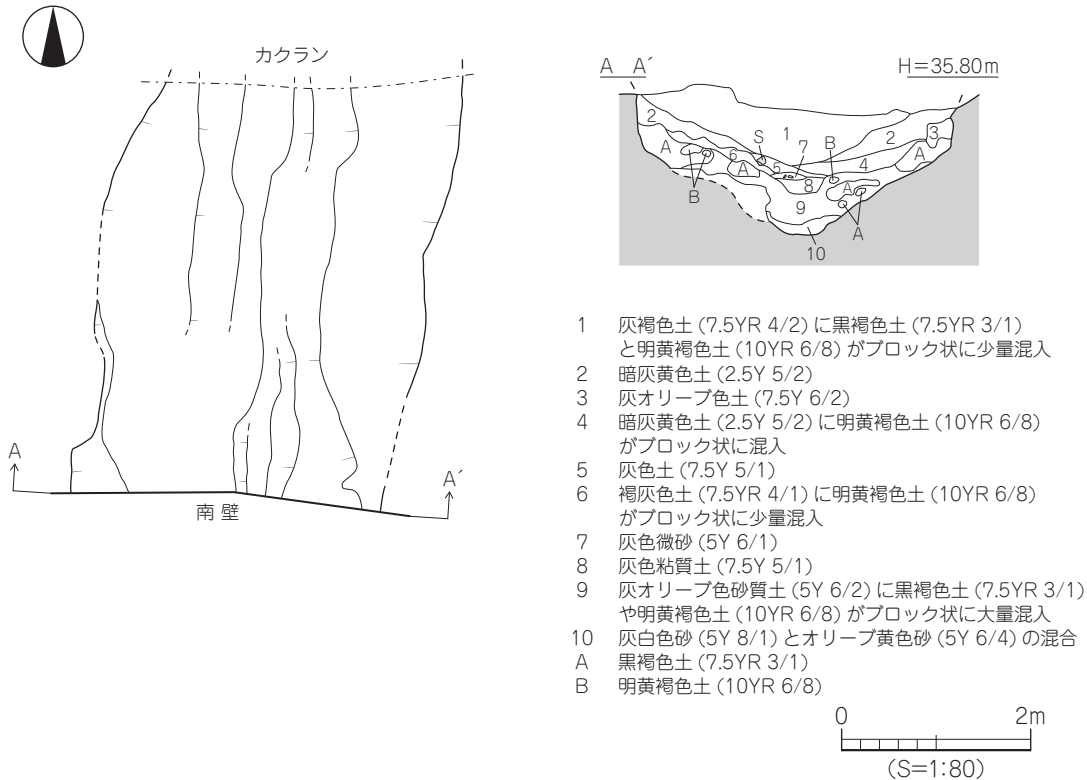 カクラン
A
A´
南 壁
A A´
H=35.80m
2
1
2
3
S
7
B
A
6
5
4
A
A
8
A
B
9
A
10
1 灰褐色土 (7.5YR 4/2) に黒褐色土 (7.5YR 3/1)
と明黄褐色土 (10YR 6/8) がブロック状に少量混入
2 暗灰黄色土 (2.5Y 5/2)
3 灰オリーブ色土 (7.5Y 6/2)
4 暗灰黄色土 (2.5Y 5/2) に明黄褐色土 (10YR 6/8)
がブロック状に混入
5 灰色土 (7.5Y 5/1)
6 褐灰色土 (7.5YR 4/1) に明黄褐色土 (10YR 6/8)
がブロック状に少量混入
7 灰色微砂 (5Y 6/1)
8 灰色粘質土 (7.5Y 5/1)
9 灰オリーブ色砂質土 (5Y 6/2) に黒褐色土 (7.5YR 3/1)
や明黄褐色土 (10YR 6/8) がブロック状に大量混入
10 灰白色砂 (5Y 8/1) とオリーブ黄色砂 (5Y 6/4) の混合
A 黒褐色土 (7.5YR 3/1)
B 明黄褐色土 (10YR 6/8)
0 2m
(S=1:80)